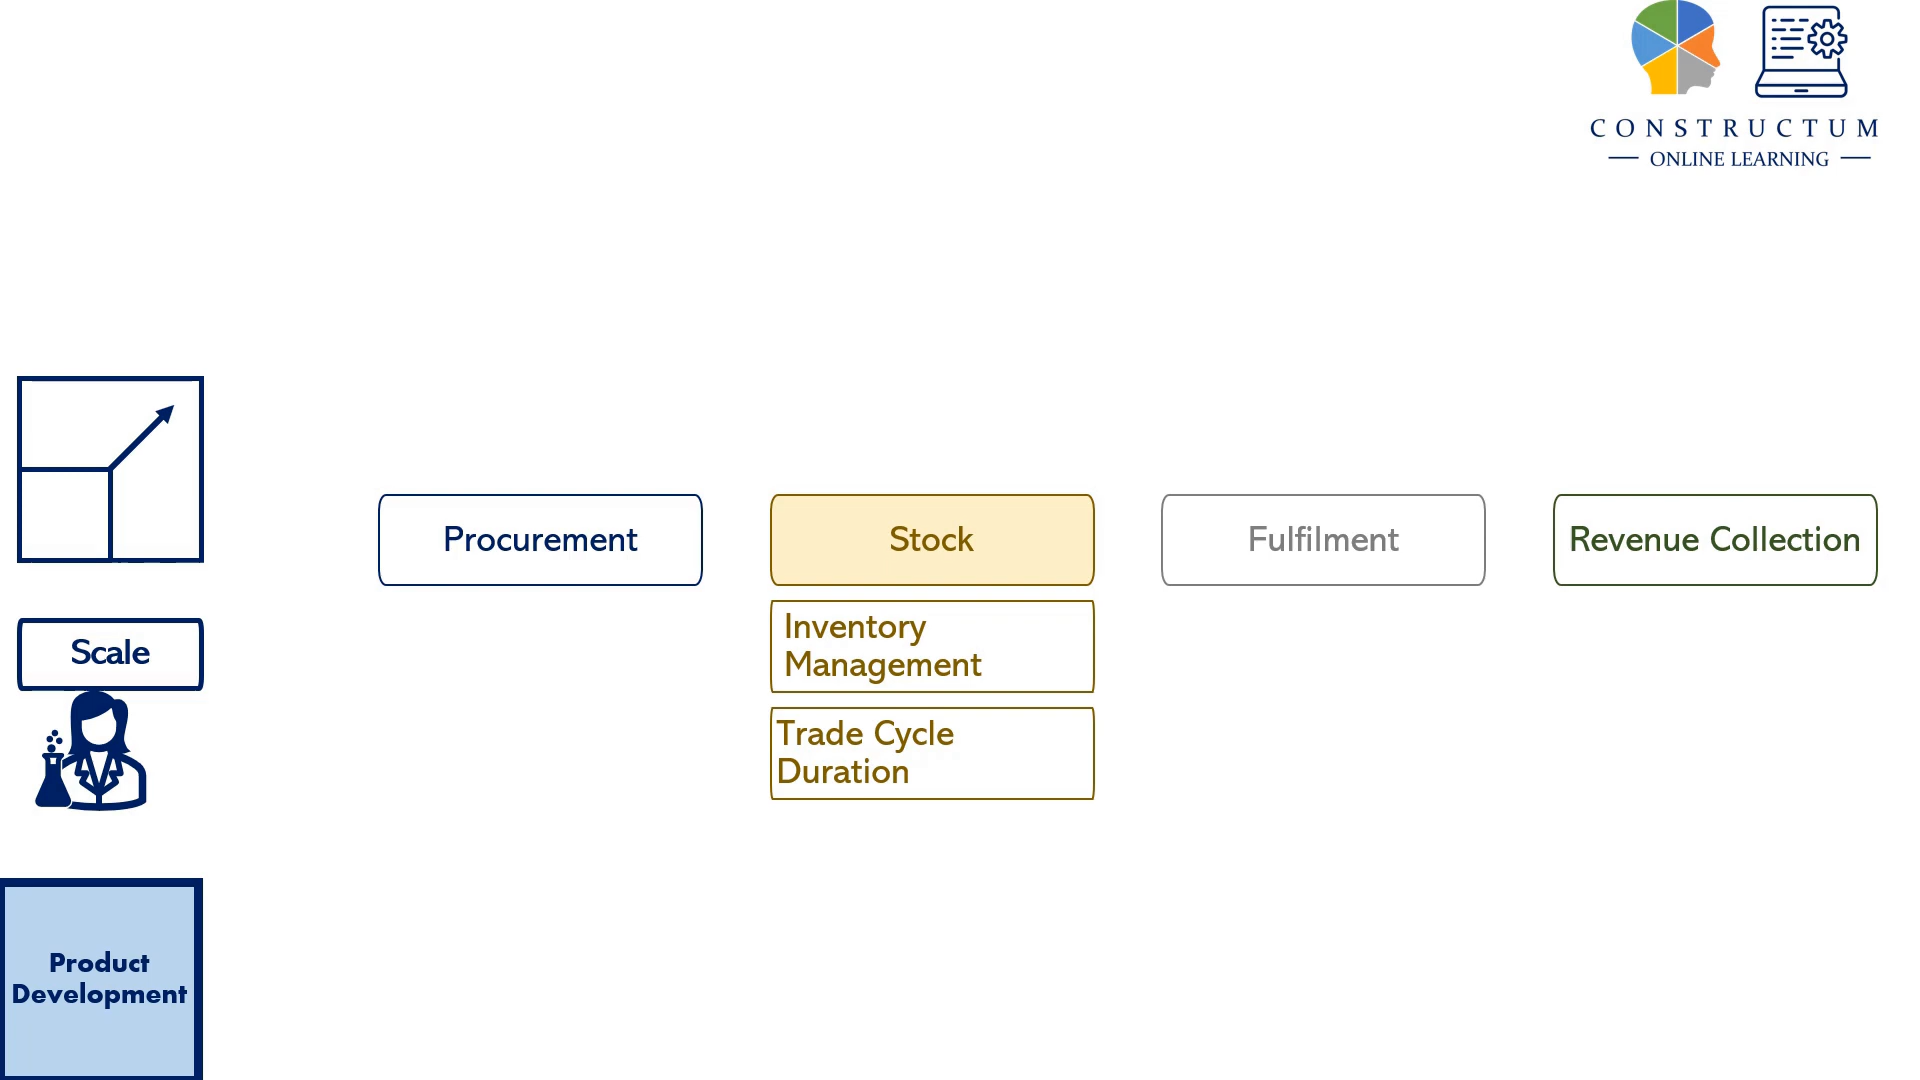 CONSTRUCTUM
ONLINE LEARNING
Scale
Product
Development
Procurement
Stock
Inventory
Management
Trade Cycle
Duration
Fulfilment
Revenue Collection